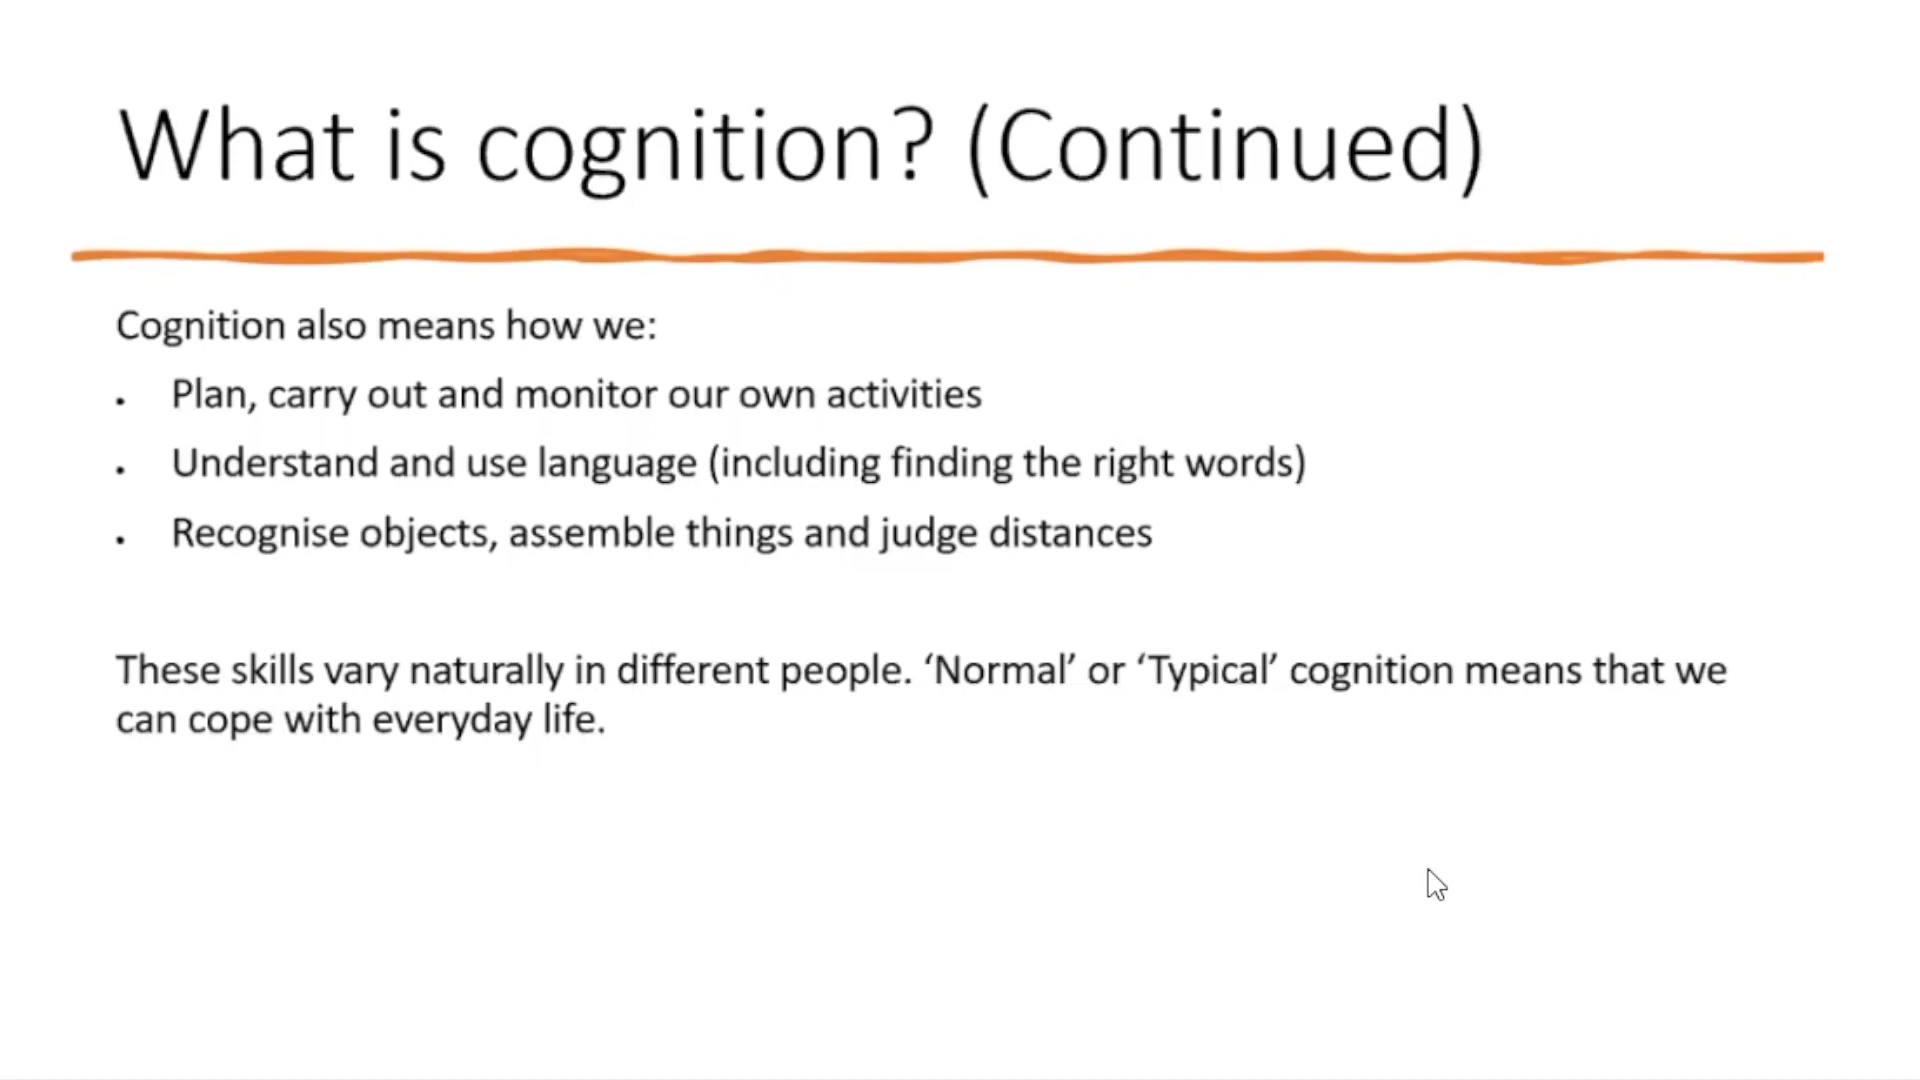 What is cognition? (Continued)
Cognition also means how we:
• Plan, carry out and monitor our own activities
• Understand and use language (including finding the right words)
• Recognise objects, assemble things and judge distances
These skills vary naturally in different people. ‘Normal’ or ‘Typical’ cognition means that we
can cope with everyday life.